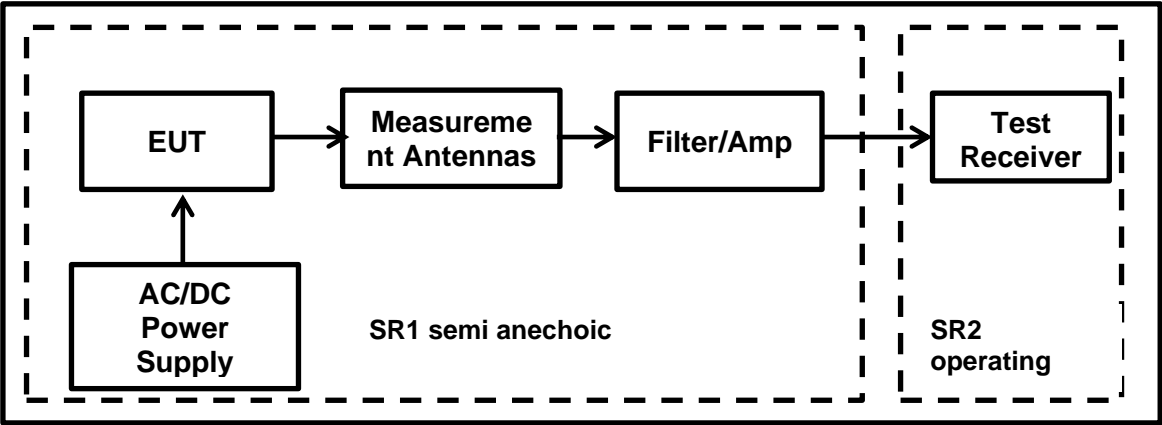 EUT
Measureme
nt Antennas
Filter/Amp
Test
Receiver
AC/DC
Power
Supply
SR1 semi anechoic
SR2
operating